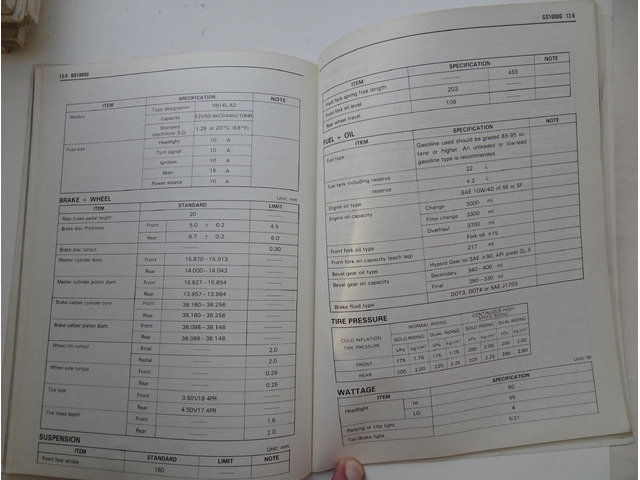 12.6 GS1000G
ITEM SPECIFICATION NOTE
Battery Type designation YB14L-A2
Capacity 12V50.4kC(14Ah)/10HR
Standard electrolyte S.G. 1.28 at 20°C (68°F)
Fuse size Headlight 10 A
Turn signal 10 A
Ignition 10 A
Main 15 A
Power source 10 A
BRAKE + WHEEL Unit: mm
ITEM STANDARD LIMIT
Rear brake pedal height 20
Brake disc thickness Front 5.0 ± 0.2 4.5
Rear 6.7 ± 0.2 6.0
Brake disc runout 0.30
Master cylinder bore Front 15.870–15.913
Rear 14.000–14.043
Master cylinder piston diam. Front 15.827–15.854
Rear 13.957–13.984
Brake caliper cylinder bore Front 38.180–38.256
Rear 38.180–38.256
Brake caliper piston diam. Front 38.098–38.148
Rear 38.098–38.148
Wheel rim runout Axial 2.0
Radial 2.0
Wheel axle runout Front 0.25
Rear 0.25
Tire size Front 3.50V19 4PR
Rear 4.50V17 4PR
Tire tread depth Front 1.6
Rear 2.0
SUSPENSION Unit: mm
ITEM STANDARD LIMIT NOTE
Front fork stroke 160
GS1000G 12.6
ITEM SPECIFICATION NOTE
Front fork spring free length 459
Front fork oil level 203
Rear wheel travel 109
FUEL + OIL
ITEM SPECIFICATION NOTE
Fuel type Gasoline used should be graded 85-95 oc
tane or higher. An unleaded or low-lead
gasoline type is recommended.
Fuel tank including reserve 22 L
reserve 4.2 L
Engine oil type SAE 10W/40 of SE or SF
Engine oil capacity Change 3000 ml
Filter change 3300 ml
Overhaul 3700 ml
Front fork oil type Fork oil #15
Front fork oil capacity (each leg) 217 ml
Bevel gear oil type Hypoid Gear oil SAE #90, API grade GL-5
Bevel gear oil capacity Secondary 340–400 ml
Final 280–330 ml
Brake fluid type DOT3, DOT4 or SAE J1703
TIRE PRESSURE
COLD INFLATION TIRE PRESSURE NORMAL RIDING CONTINUOUS HIGH SPEED RIDING
SOLO RIDING DUAL RIDING SOLO RIDING DUAL RIDING
kPa kg/cm² kPa kg/cm² kPa kg/cm² kPa kg/cm²
FRONT 175 1.75 175 1.75 200 2.00 200 2.00
REAR 200 2.00 225 2.25 225 2.25 280 2.80
WATTAGE Unit: W
ITEM SPECIFICATION
Headlight HI 60
LO 55
Parking or city light 4
Tail/Brake light 5/21